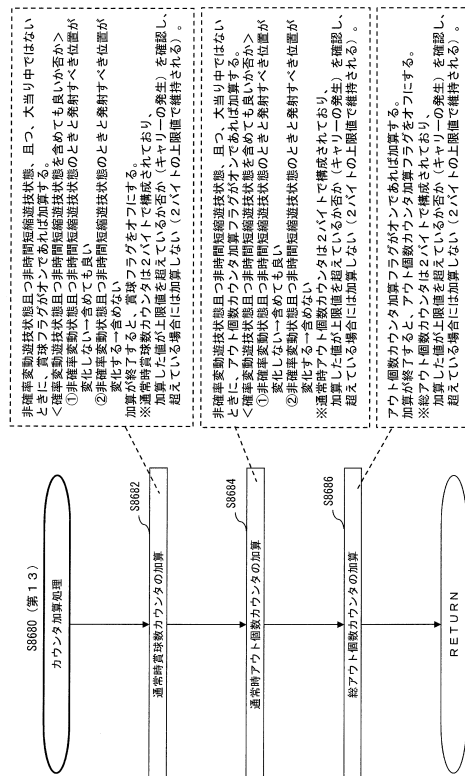 S8680（第13）
カウンタ加算処理
S8682
通常時賞球数カウンタの加算
非確率変動遊技状態且つ非時間短縮遊技状態、且つ、大当り中ではない
ときに、賞球フラグがオンであれば加算する。
＜確率変動遊技状態且つ非時間短縮遊技状態を含めても良いか否か＞
①非確率変動状態且つ非時間短縮遊技状態のときと発射すべき位置が
変化しない→含めても良い
②非確率変動状態且つ非時間短縮遊技状態のときと発射すべき位置が
変化する→含めない
加算が終了すると、賞球フラグをオフにする。
※通常時賞球数カウンタは２バイトで構成されており、
加算した値が上限値を超えているか否か（キャリーの発生）を確認し、
超えている場合には加算しない（２バイトの上限値で維持される）。
S8684
通常時アウト個数カウンタの加算
非確率変動遊技状態且つ非時間短縮遊技状態、且つ、大当り中ではない
ときに、アウト個数カウンタ加算フラグがオンであれば加算する。
＜確率変動遊技状態且つ非時間短縮遊技状態を含めても良いか否か＞
①非確率変動状態且つ非時間短縮遊技状態のときと発射すべき位置が
変化しない→含めても良い
②非確率変動状態且つ非時間短縮遊技状態のときと発射すべき位置が
変化する→含めない
※通常時アウト個数カウンタは２バイトで構成されており、
加算した値が上限値を超えているか否か（キャリーの発生）を確認し、
超えている場合には加算しない（２バイトの上限値で維持される）。
S8686
総アウト個数カウンタの加算
アウト個数カウンタ加算フラグがオンであれば加算する。
加算が終了すると、アウト個数カウンタ加算フラグをオフにする。
※総アウト個数カウンタは２バイトで構成されており、
加算した値が上限値を超えているか否か（キャリーの発生）を確認し、
超えている場合には加算しない（２バイトの上限値で維持される）。
RETURN